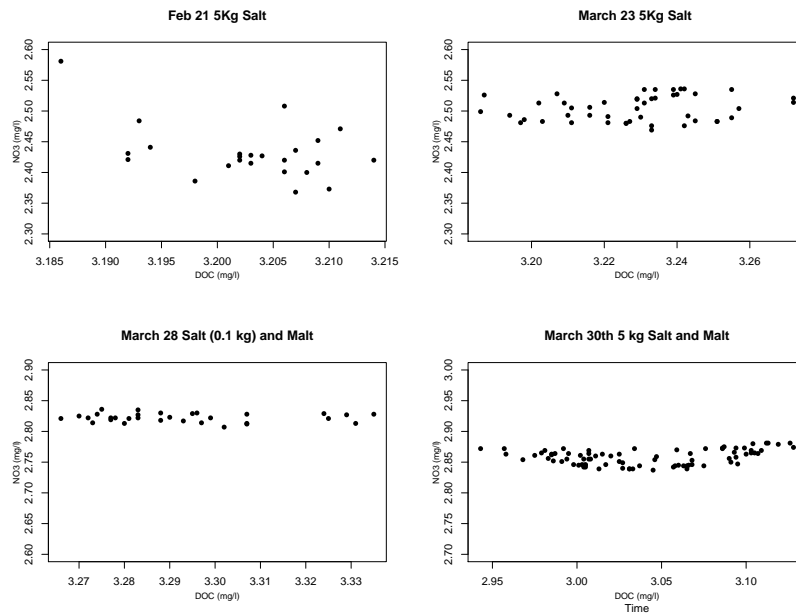 Feb 21 5Kg Salt
NO3 (mg/l)
2.60
2.55
2.50
2.45
2.40
2.35
2.30
3.185 3.190 3.195 3.200 3.205 3.210 3.215
DOC (mg/l)
March 23 5Kg Salt
NO3 (mg/l)
2.60
2.55
2.50
2.45
2.40
2.35
2.30
3.20 3.22 3.24 3.26
DOC (mg/l)
March 28 Salt (0.1 kg) and Malt
NO3 (mg/l)
2.90
2.85
2.80
2.75
2.70
2.65
2.60
3.27 3.28 3.29 3.30 3.31 3.32 3.33
DOC (mg/l)
March 30th 5 kg Salt and Malt
NO3 (mg/l)
3.00
2.95
2.90
2.85
2.80
2.75
2.70
2.95 3.00 3.05 3.10
DOC (mg/l)
Time